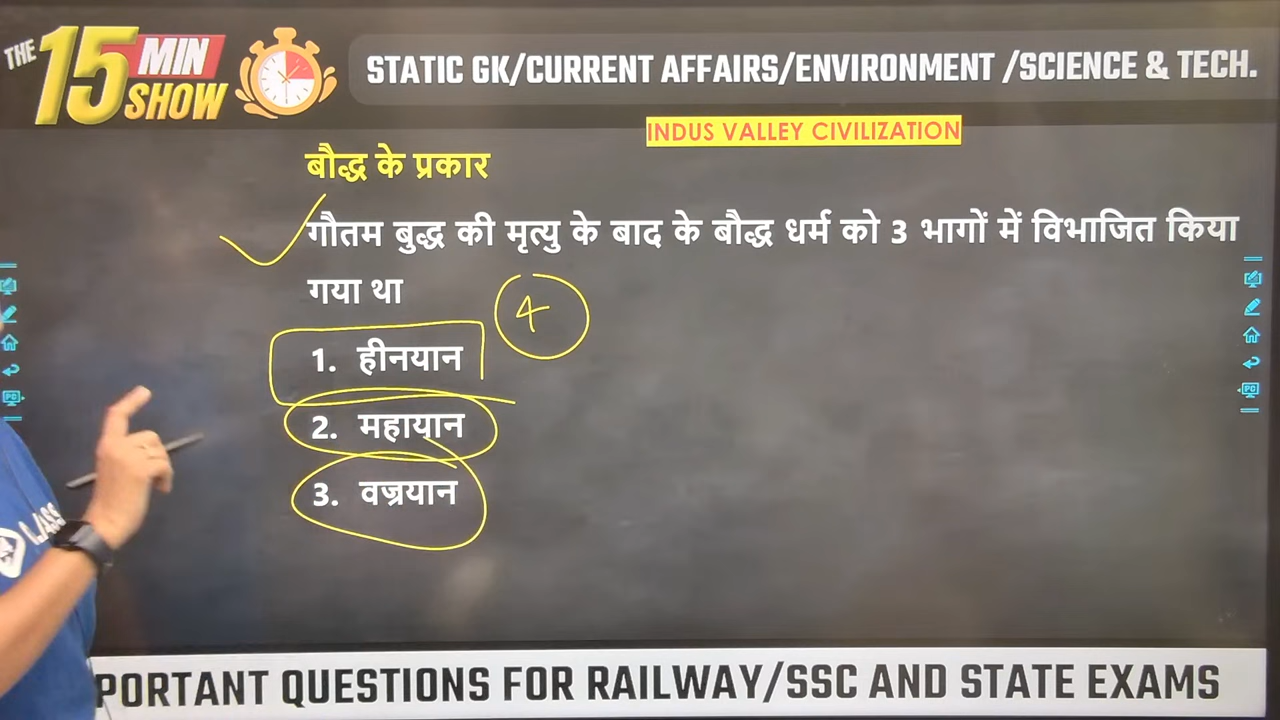 THE 15 MIN SHOW
STATIC GK/CURRENT AFFAIRS/ENVIRONMENT /SCIENCE & TECH.
INDUS VALLEY CIVILIZATION
बौद्ध के प्रकार
गौतम बुद्ध की मृत्यु के बाद के बौद्ध धर्म को 3 भागों में विभाजित किया
गया था
4
1. हीनयान
2. महायान
3. वज्रयान
PORTANT QUESTIONS FOR RAILWAY/SSC AND STATE EXAMS